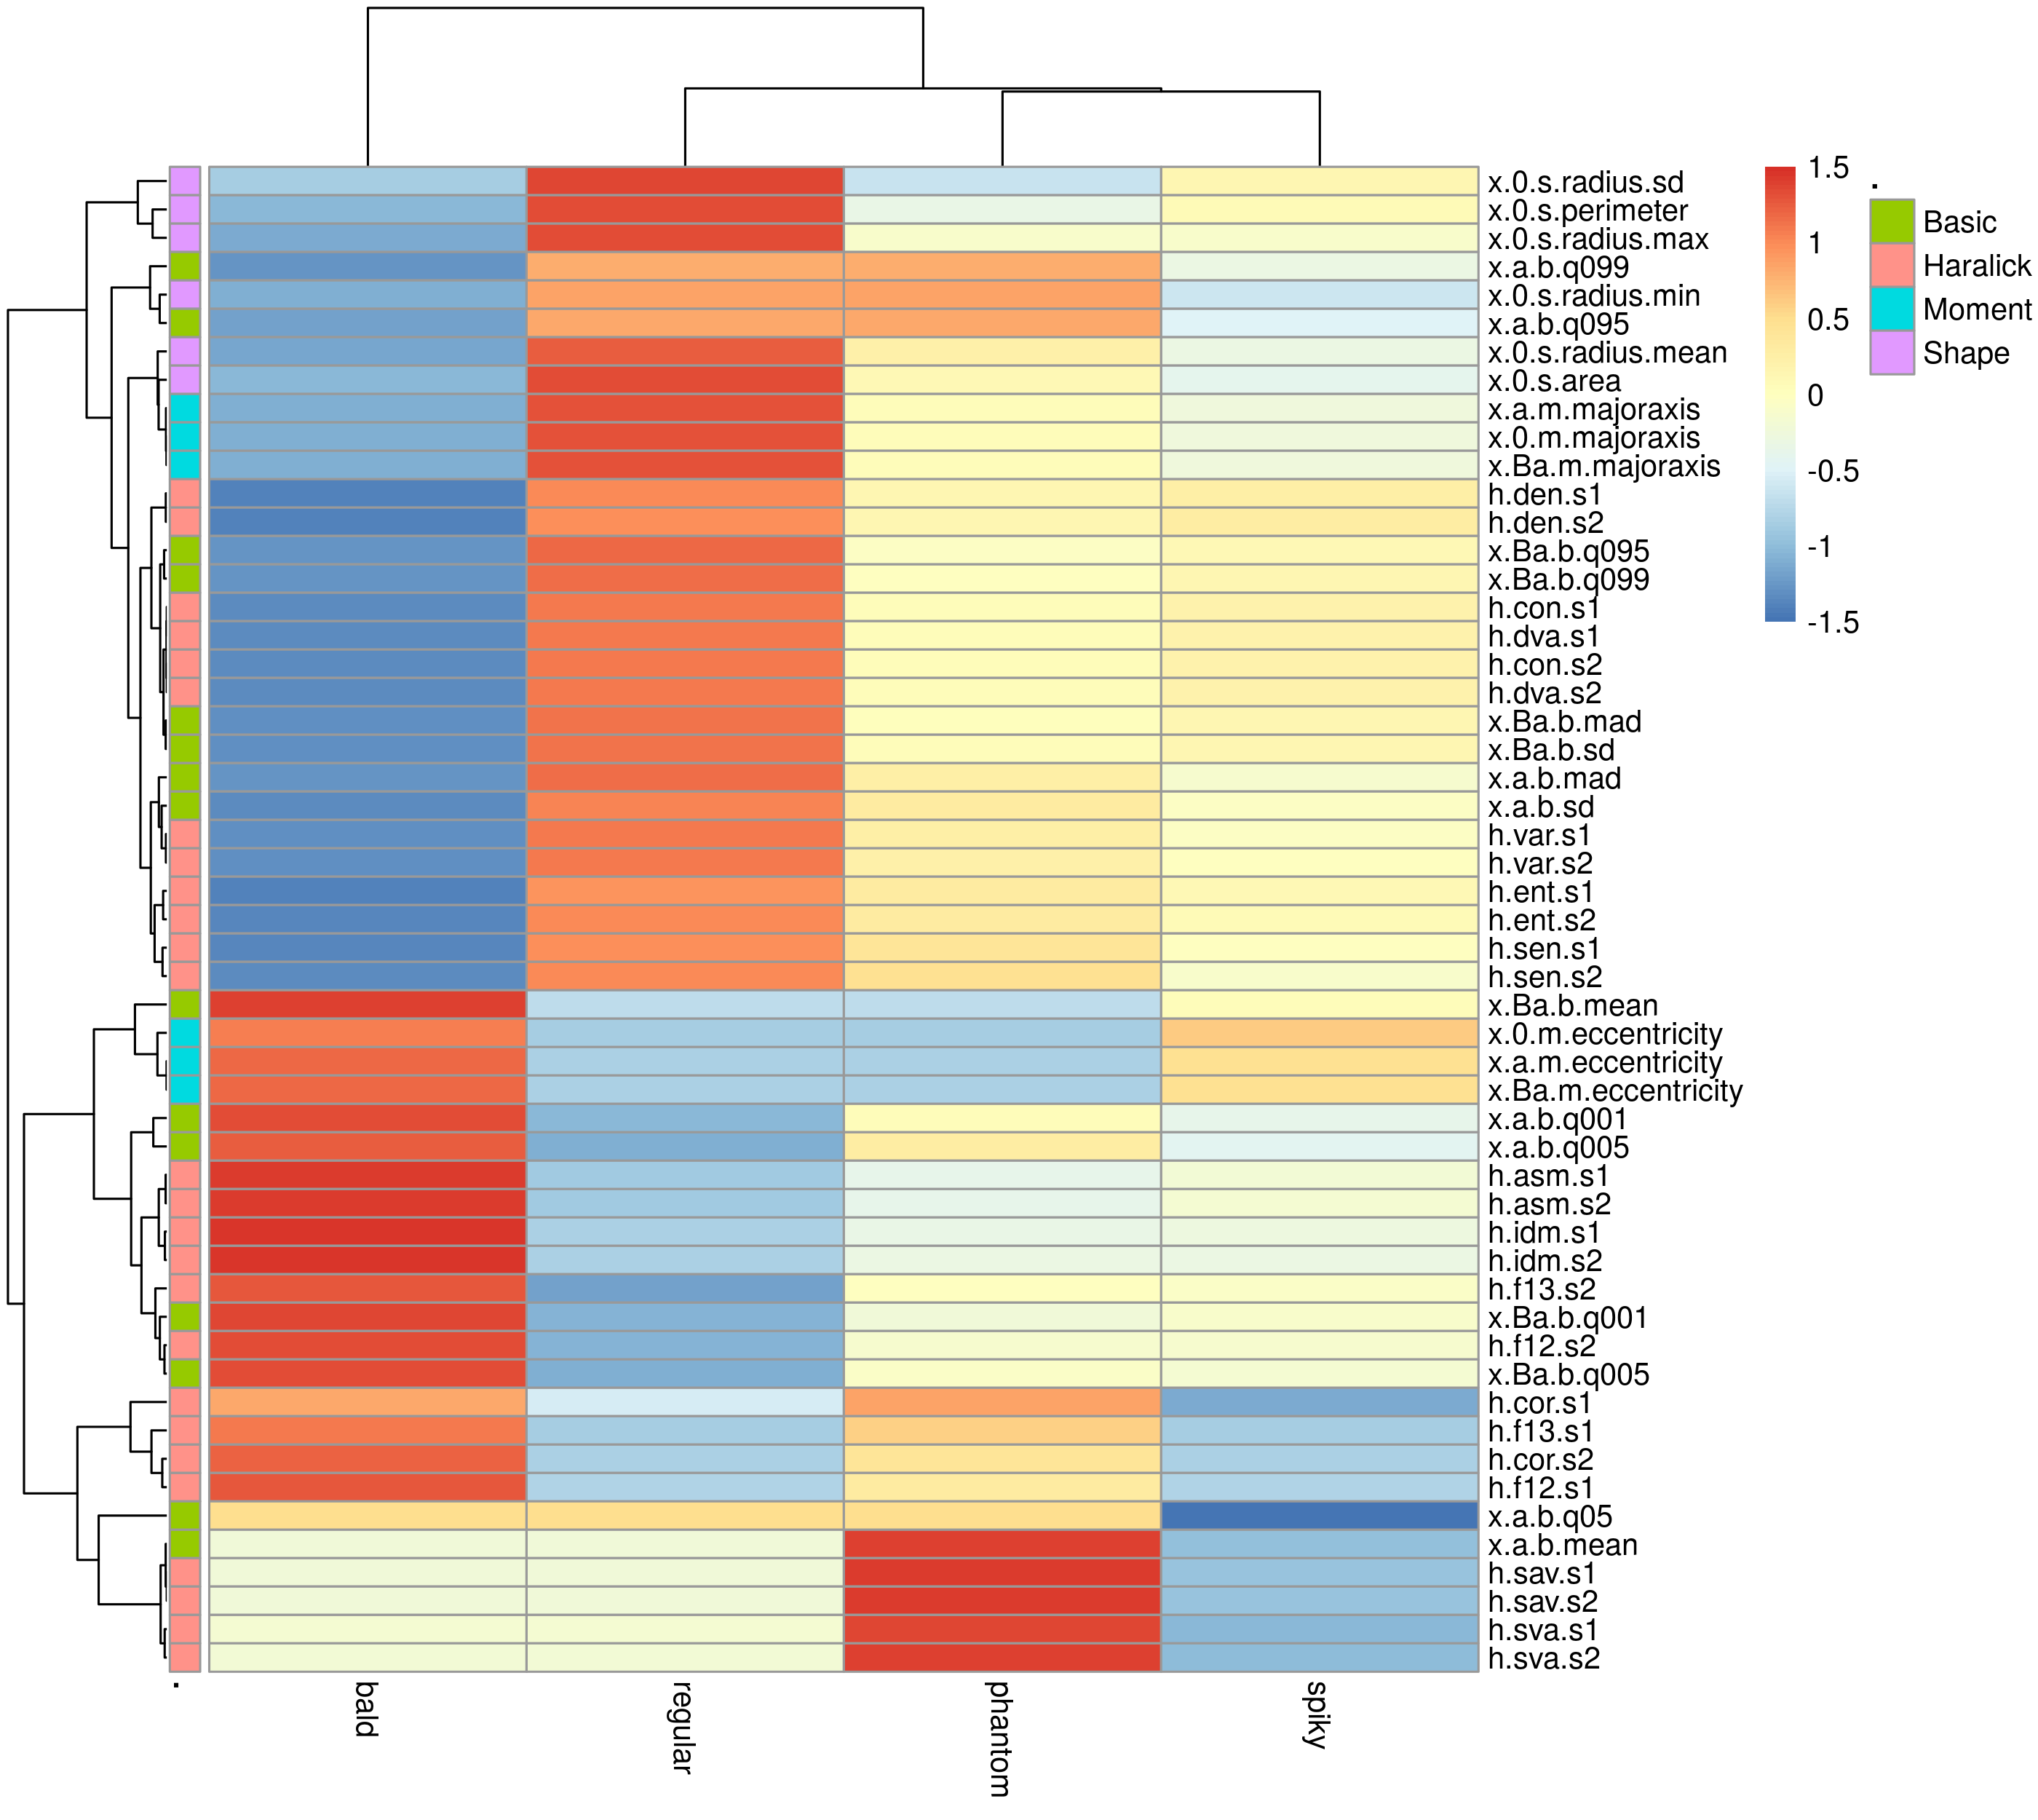 x.0.s.radius.sd
x.0.s.perimeter
x.0.s.radius.max
x.a.b.q099
x.0.s.radius.min
x.a.b.q095
x.0.s.radius.mean
x.0.s.area
x.a.m.majoraxis
x.0.m.majoraxis
x.Ba.m.majoraxis
h.den.s1
h.den.s2
x.Ba.b.q095
x.Ba.b.q099
h.con.s1
h.dva.s1
h.con.s2
h.dva.s2
x.Ba.b.mad
x.Ba.b.sd
x.a.b.mad
x.a.b.sd
h.var.s1
h.var.s2
h.ent.s1
h.ent.s2
h.sen.s1
h.sen.s2
x.Ba.b.mean
x.0.m.eccentricity
x.a.m.eccentricity
x.Ba.m.eccentricity
x.a.b.q001
x.a.b.q005
h.asm.s1
h.asm.s2
h.idm.s1
h.idm.s2
h.f13.s2
x.Ba.b.q001
h.f12.s2
x.Ba.b.q005
h.cor.s1
h.f13.s1
h.cor.s2
h.f12.s1
x.a.b.q05
x.a.b.mean
h.sav.s1
h.sav.s2
h.sva.s1
h.sva.s2
.
bald
regular
phantom
spiky
1.5
1
0.5
0
-0.5
-1
-1.5
.
Basic
Haralick
Moment
Shape